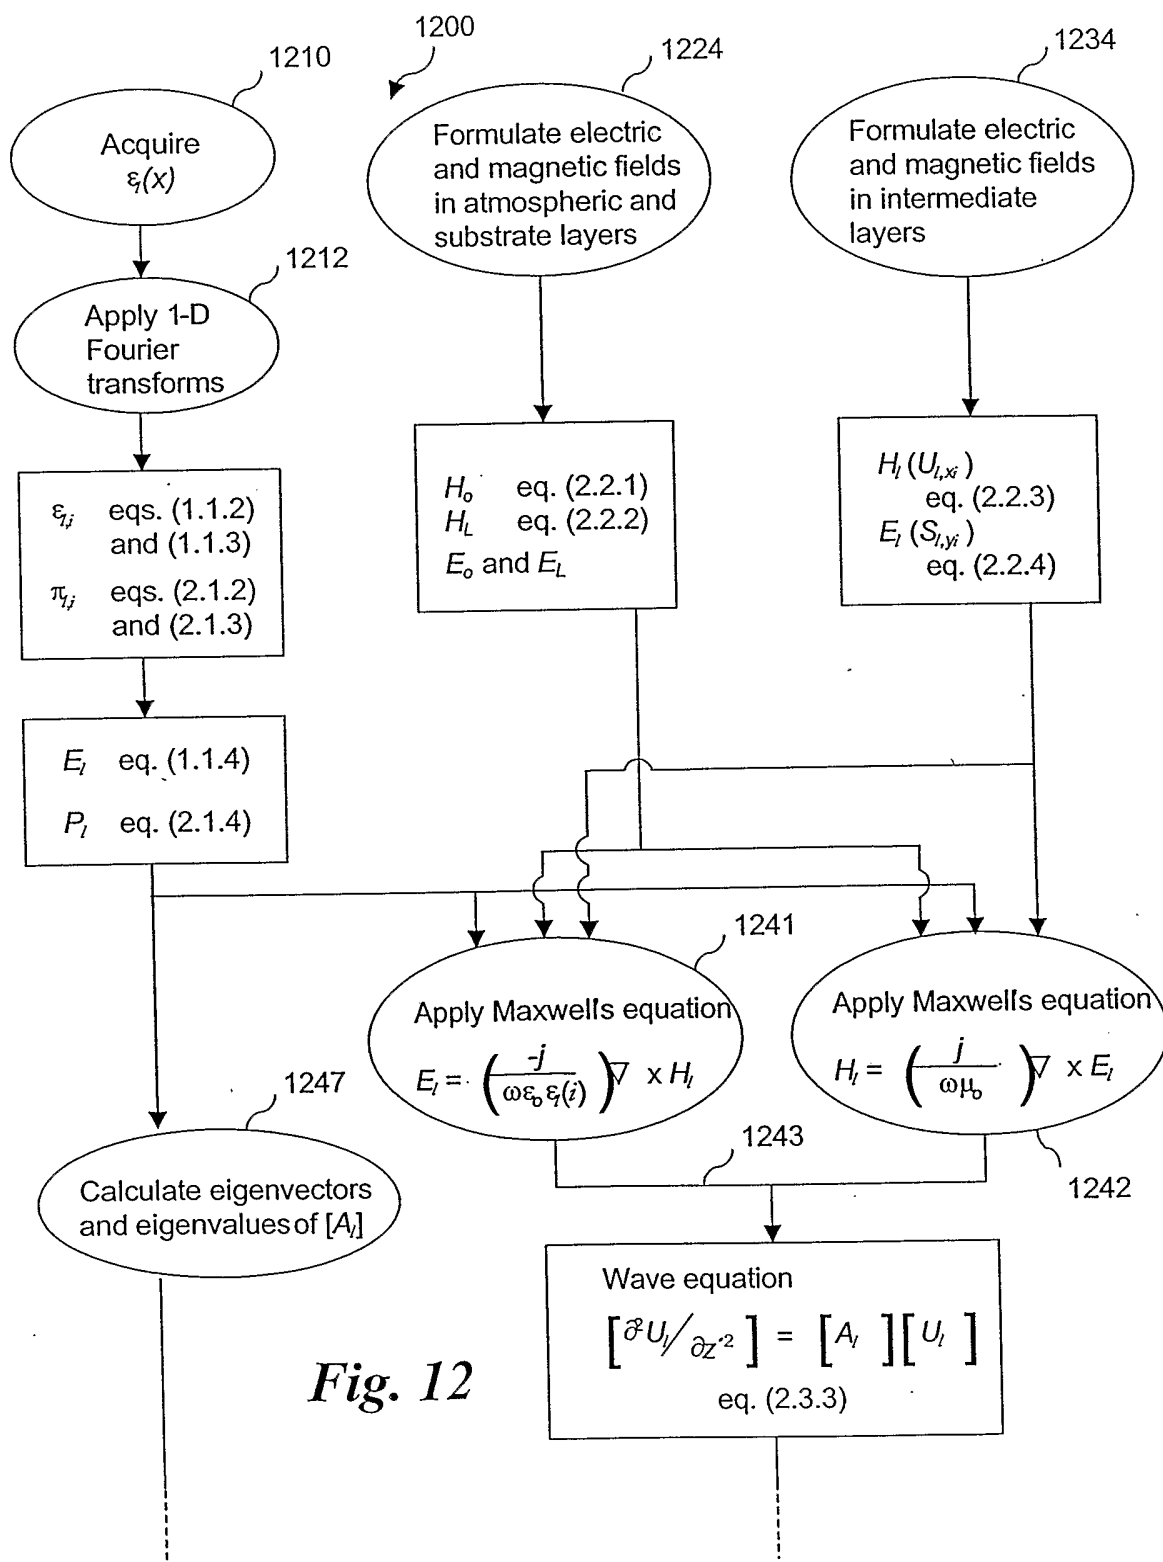 1200
1210
Acquire
εl(x)
1212
Apply 1-D
Fourier
transforms
εl,i eqs. (1.1.2)
and (1.1.3)
πl,i eqs. (2.1.2)
and (2.1.3)
El eq. (1.1.4)
Pl eq. (2.1.4)
1247
Calculate eigenvectors
and eigenvalues of [Al]
1224
Formulate electric
and magnetic fields
in atmospheric and
substrate layers
Ho eq. (2.2.1)
HL eq. (2.2.2)
Eo and EL
1234
Formulate electric
and magnetic fields
in intermediate
layers
Hl (Ul,xi)
eq. (2.2.3)
El (Sl,yi)
eq. (2.2.4)
1241
Apply Maxwell's equation
El = (-j / ωεoεl(i)) ∇ x Hl
Apply Maxwell's equation
Hl = (j / ωμo) ∇ x El
1242
1243
Wave equation
[∂²Ul/∂z'²] = [Al][Ul]
eq. (2.3.3)
Fig. 12